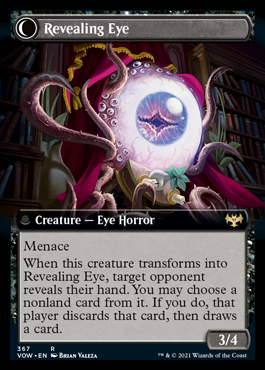 Revealing Eye
Creature — Eye Horror
Menace
When this creature transforms into
Revealing Eye, target opponent
reveals their hand. You may choose a
nonland card from it. If you do, that
player discards that card, then draws
a card.
3/4
367 R
VOW • EN BRIAN VALEZA
™ & © 2021 Wizards of the Coast